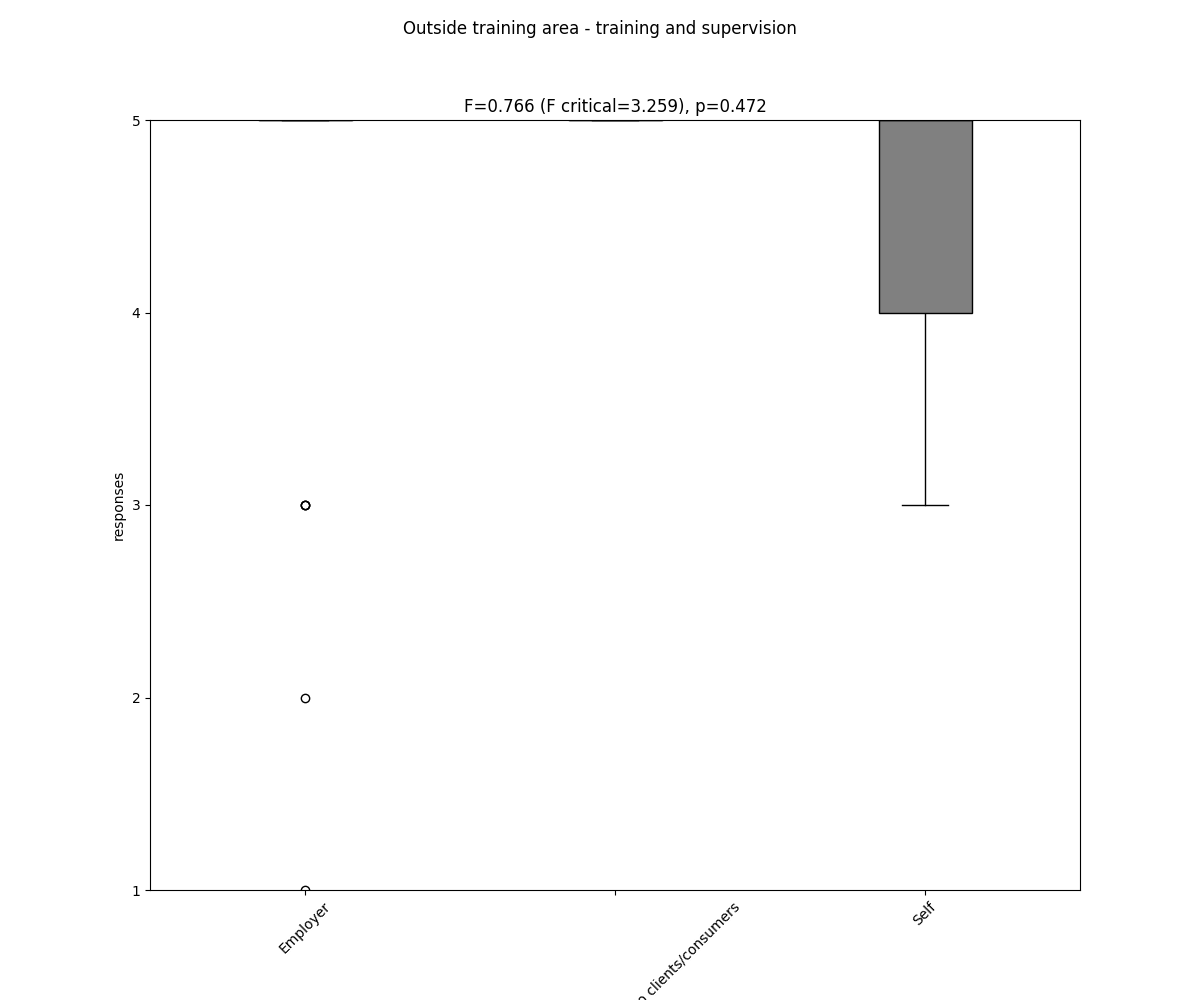 Outside training area - training and supervision
F=0.766 (F critical=3.259), p=0.472
5
4
3
2
1
responses
Employer
clients/consumers
Self